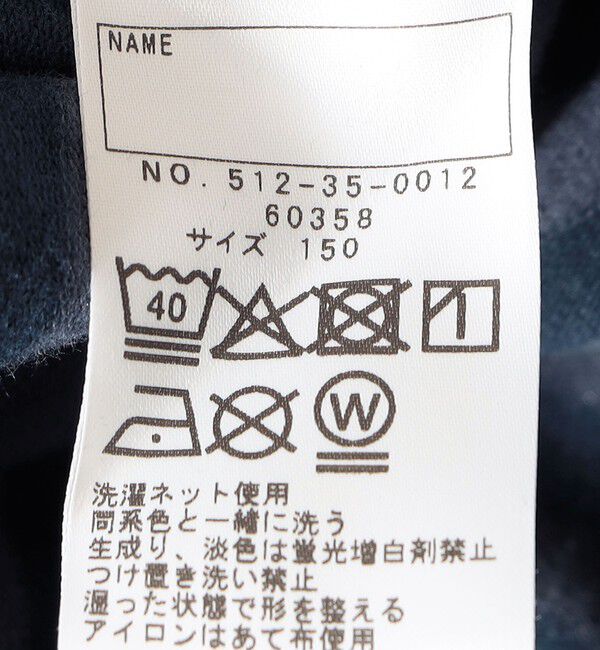 NAME
NO. 512-35-0012
60358
サイズ 150
40
W
洗濯ネット使用
同系色と一緒に洗う
生成り、淡色は蛍光増白剤禁止
つけ置き洗い禁止
湿った状態で形を整える
アイロンはあて布使用